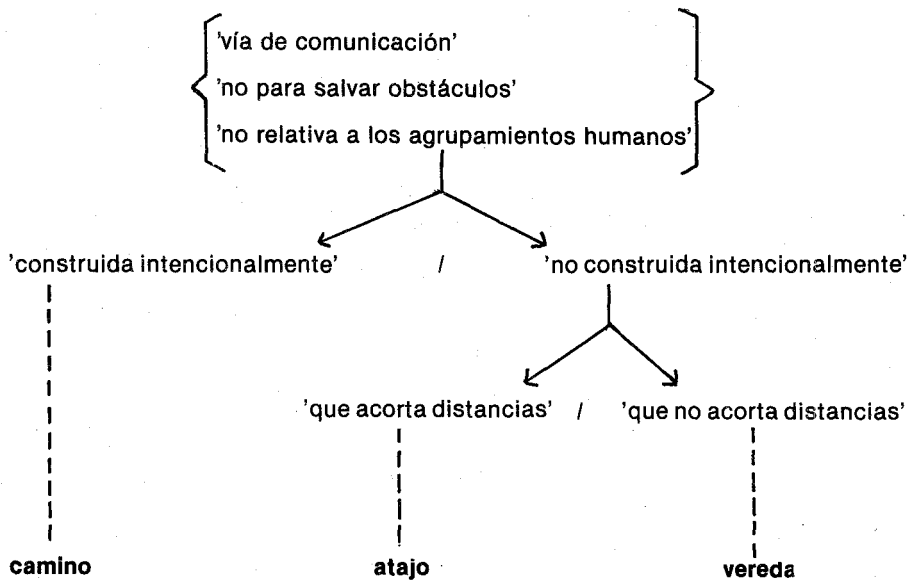 'vía de comunicación'
'no para salvar obstáculos'
'no relativa a los agrupamientos humanos'
'construida intencionalmente' / 'no construida intencionalmente'
'que acorta distancias' / 'que no acorta distancias'
camino atajo vereda